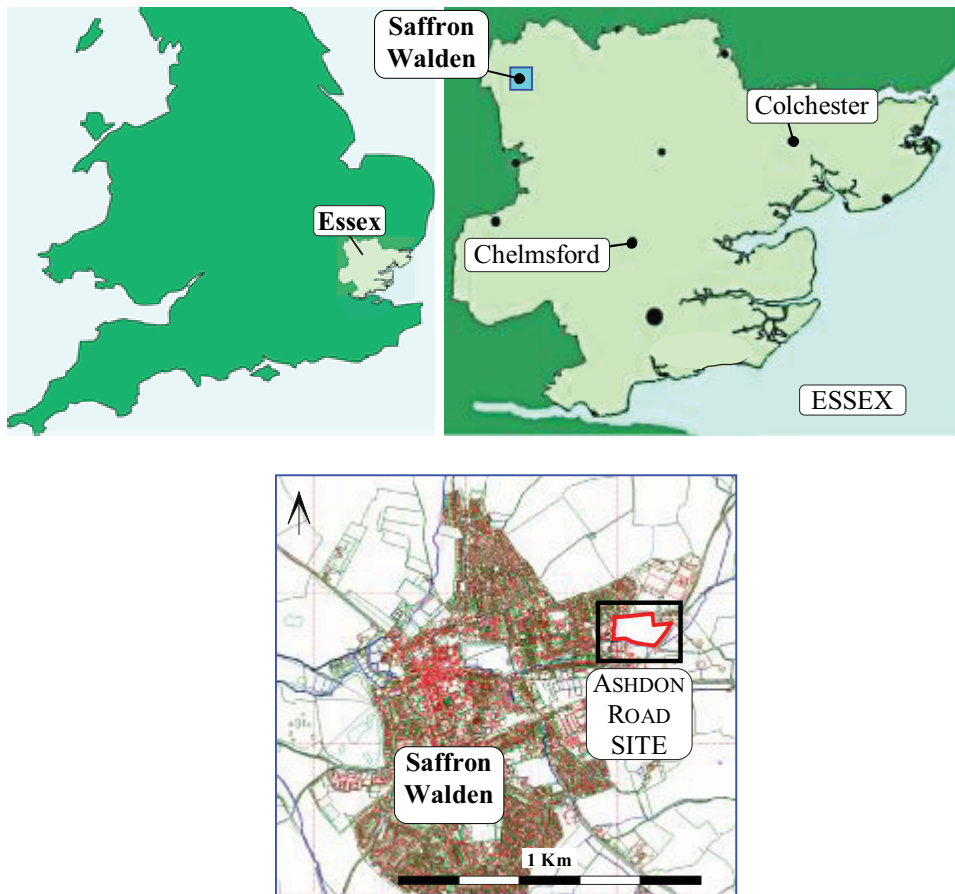 Saffron
Walden
Essex
Colchester
Chelmsford
ESSEX
ASHDON
ROAD
SITE
Saffron
Walden
1 Km